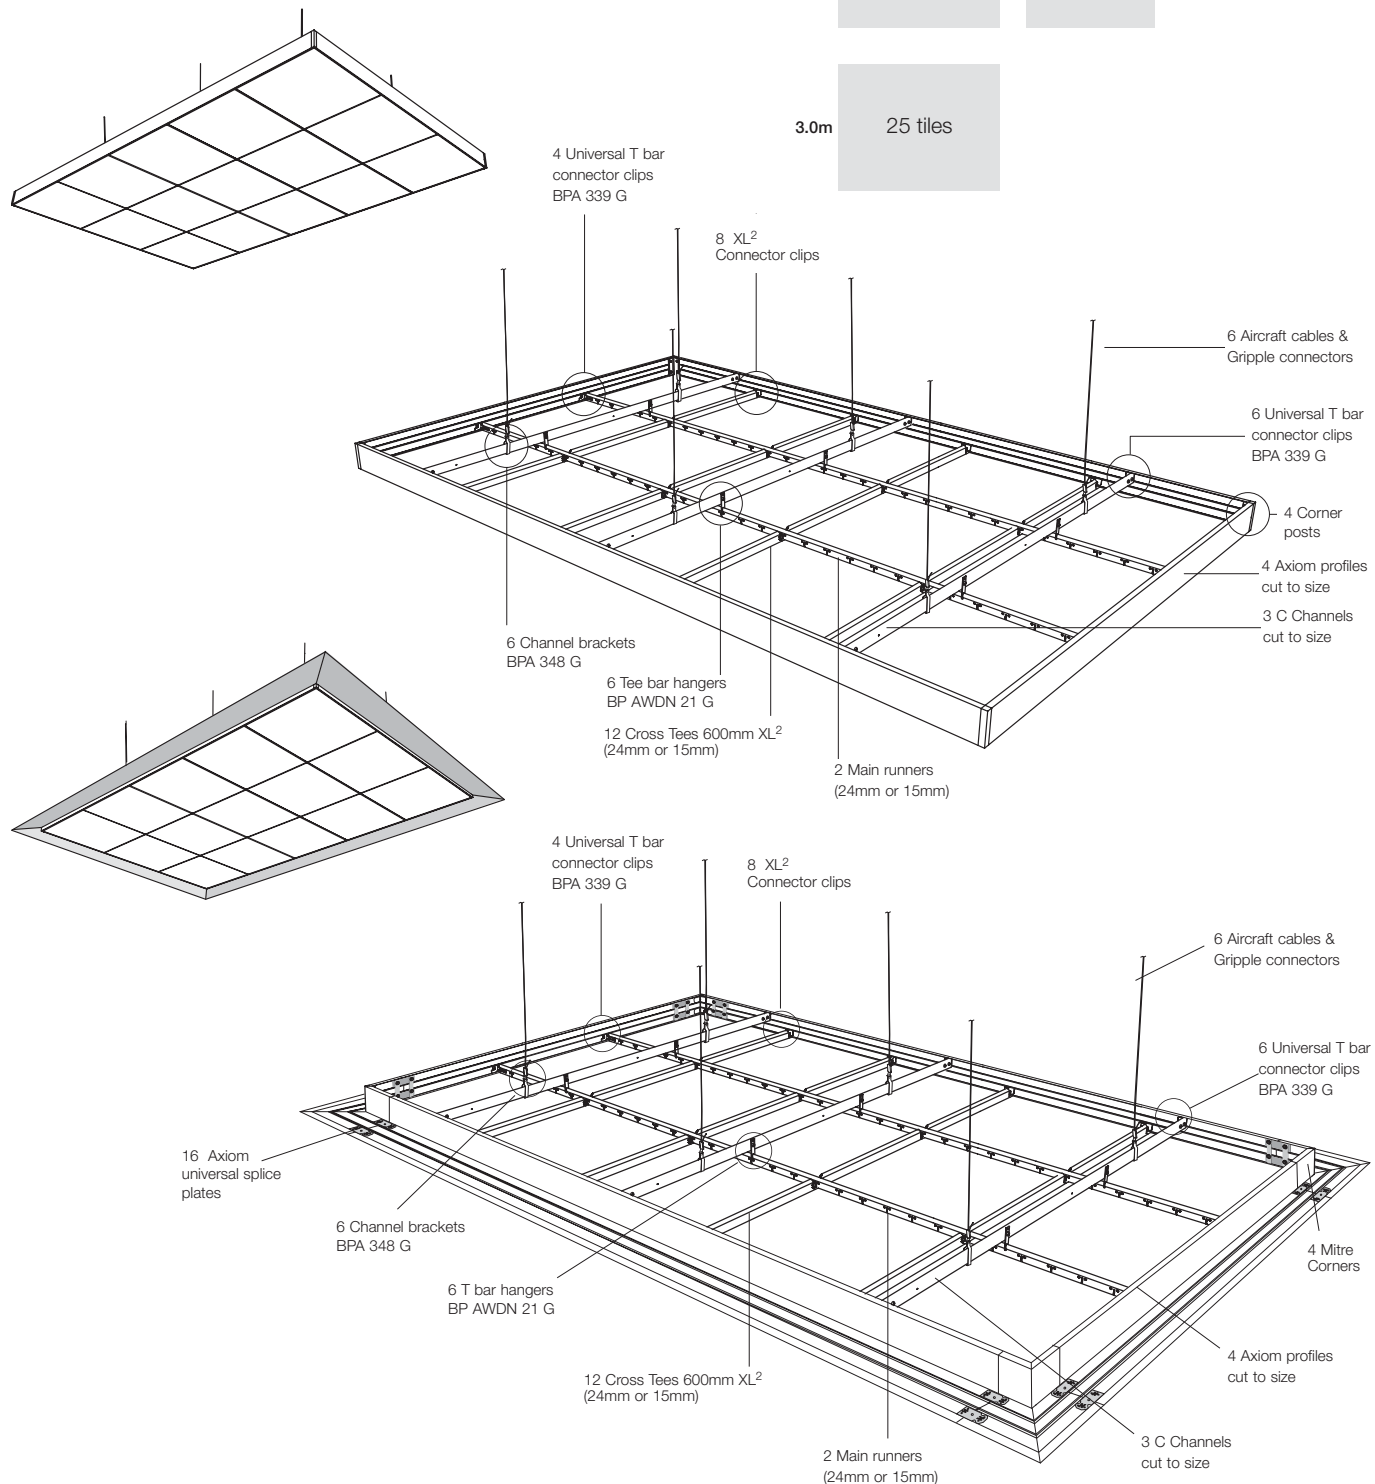 3.0m
25 tiles
4 Universal T bar
connector clips
BPA 339 G
8 XL²
Connector clips
6 Aircraft cables &
Gripple connectors
6 Universal T bar
connector clips
BPA 339 G
4 Corner
posts
4 Axiom profiles
cut to size
3 C Channels
cut to size
6 Channel brackets
BPA 348 G
6 Tee bar hangers
BP AWDN 21 G
12 Cross Tees 600mm XL²
(24mm or 15mm)
2 Main runners
(24mm or 15mm)
4 Universal T bar
connector clips
BPA 339 G
8 XL²
Connector clips
6 Aircraft cables &
Gripple connectors
6 Universal T bar
connector clips
BPA 339 G
16 Axiom
universal splice
plates
6 Channel brackets
BPA 348 G
6 T bar hangers
BP AWDN 21 G
4 Mitre
Corners
12 Cross Tees 600mm XL²
(24mm or 15mm)
4 Axiom profiles
cut to size
2 Main runners
(24mm or 15mm)
3 C Channels
cut to size